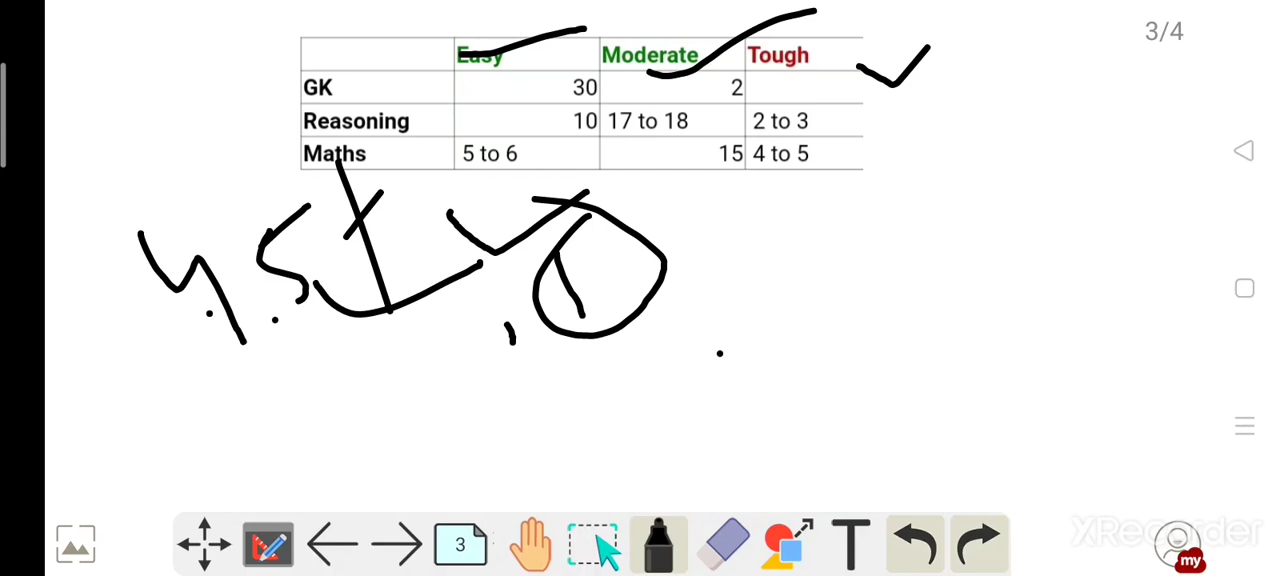 3/4
Easy Moderate Tough
GK 30 2
Reasoning 10 17 to 18 2 to 3
Maths 5 to 6 15 4 to 5
3 T
XRecorder
my